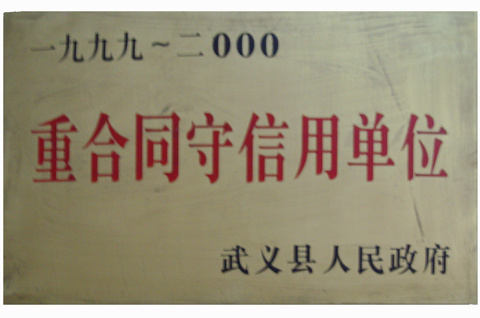 一九九九～二000
重合同守信用单位
武义县人民政府